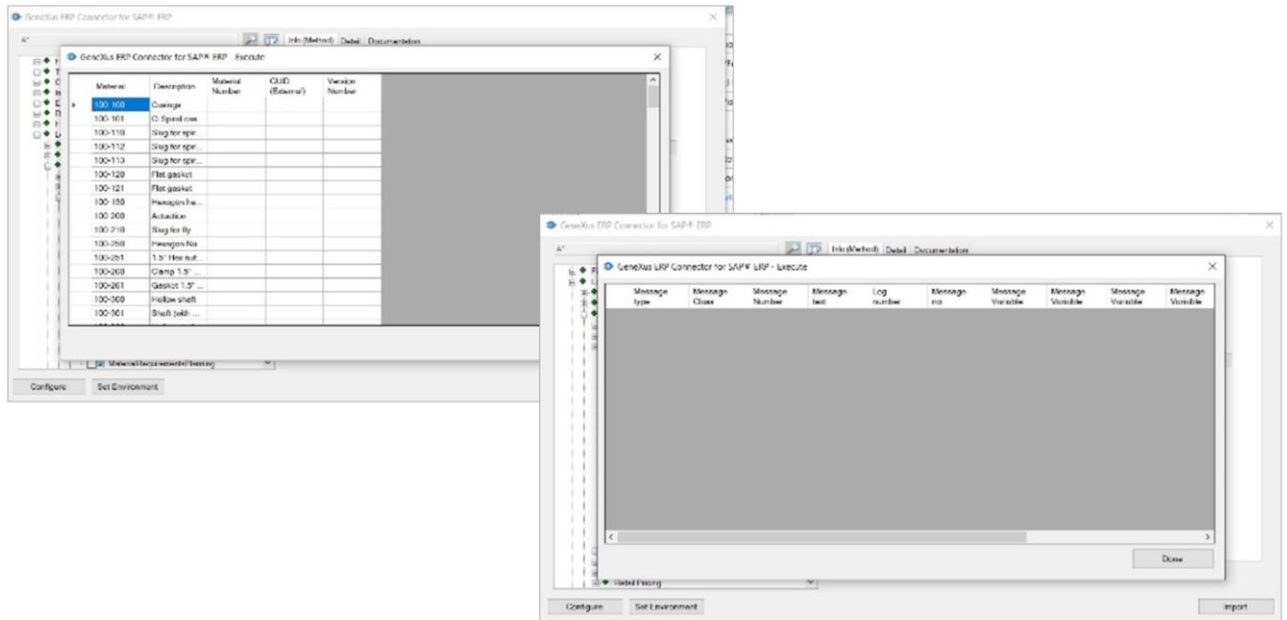 GeneXus ERP Connector for SAP® ERP
A*
Info (Method) Detail Documentation
GeneXus ERP Connector for SAP® ERP - Execute
Material Description Material Number GUID (External) Version Number
100-100 Casings
100-101 CI Spiral cas
100-110 Slug for spir...
100-112 Slug for spir...
100-113 Slug for spir...
100-120 Flat gasket
100-121 Flat gasket
100-130 Hexagon he...
100-200 Actuation
100-210 Slug for fly
100-250 Hexagon
100-251 1.5" Hex nut...
100-260 Clamp 1.5" ...
100-261 Gasket 1.5" ...
100-300 Hollow shaft
100-301 Shaft (with ...
MaterialRequirementsPlanning
Configure Set Environment
GeneXus ERP Connector for SAP® ERP
A*
Info (Method) Detail Documentation
GeneXus ERP Connector for SAP® ERP - Execute
Message type Message Class Message Number Message text Log number Message no. Message Variable Message Variable Message Variable Message Variable
Done
Retail Pricing
Configure Set Environment Import